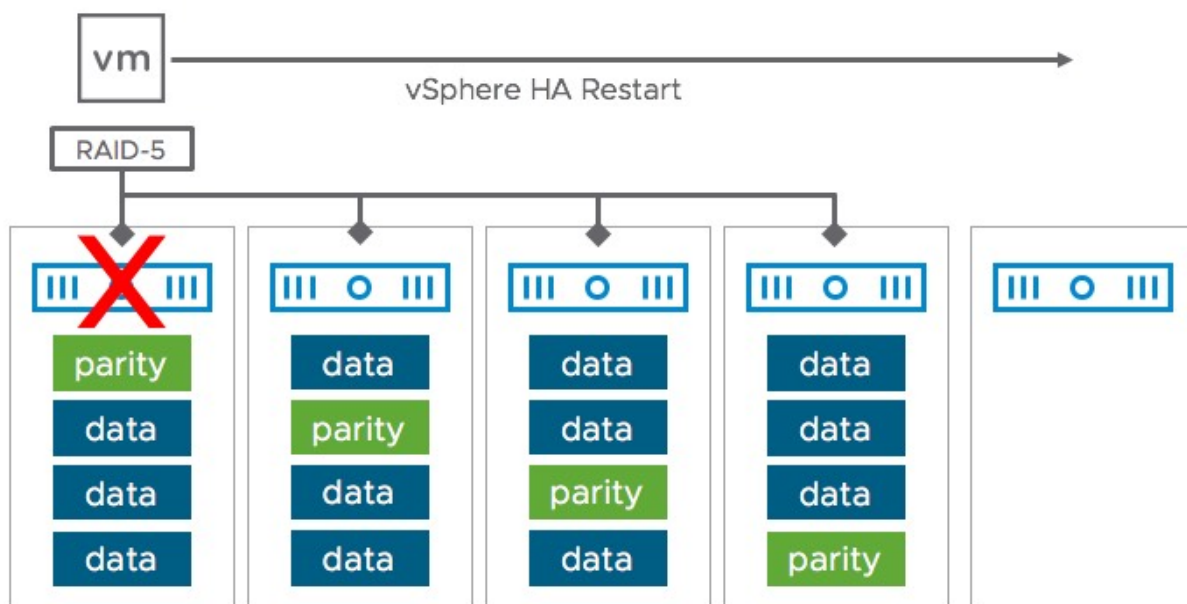 vm
vSphere HA Restart
RAID-5
parity data data data
data parity data data
data data parity data
data data data parity